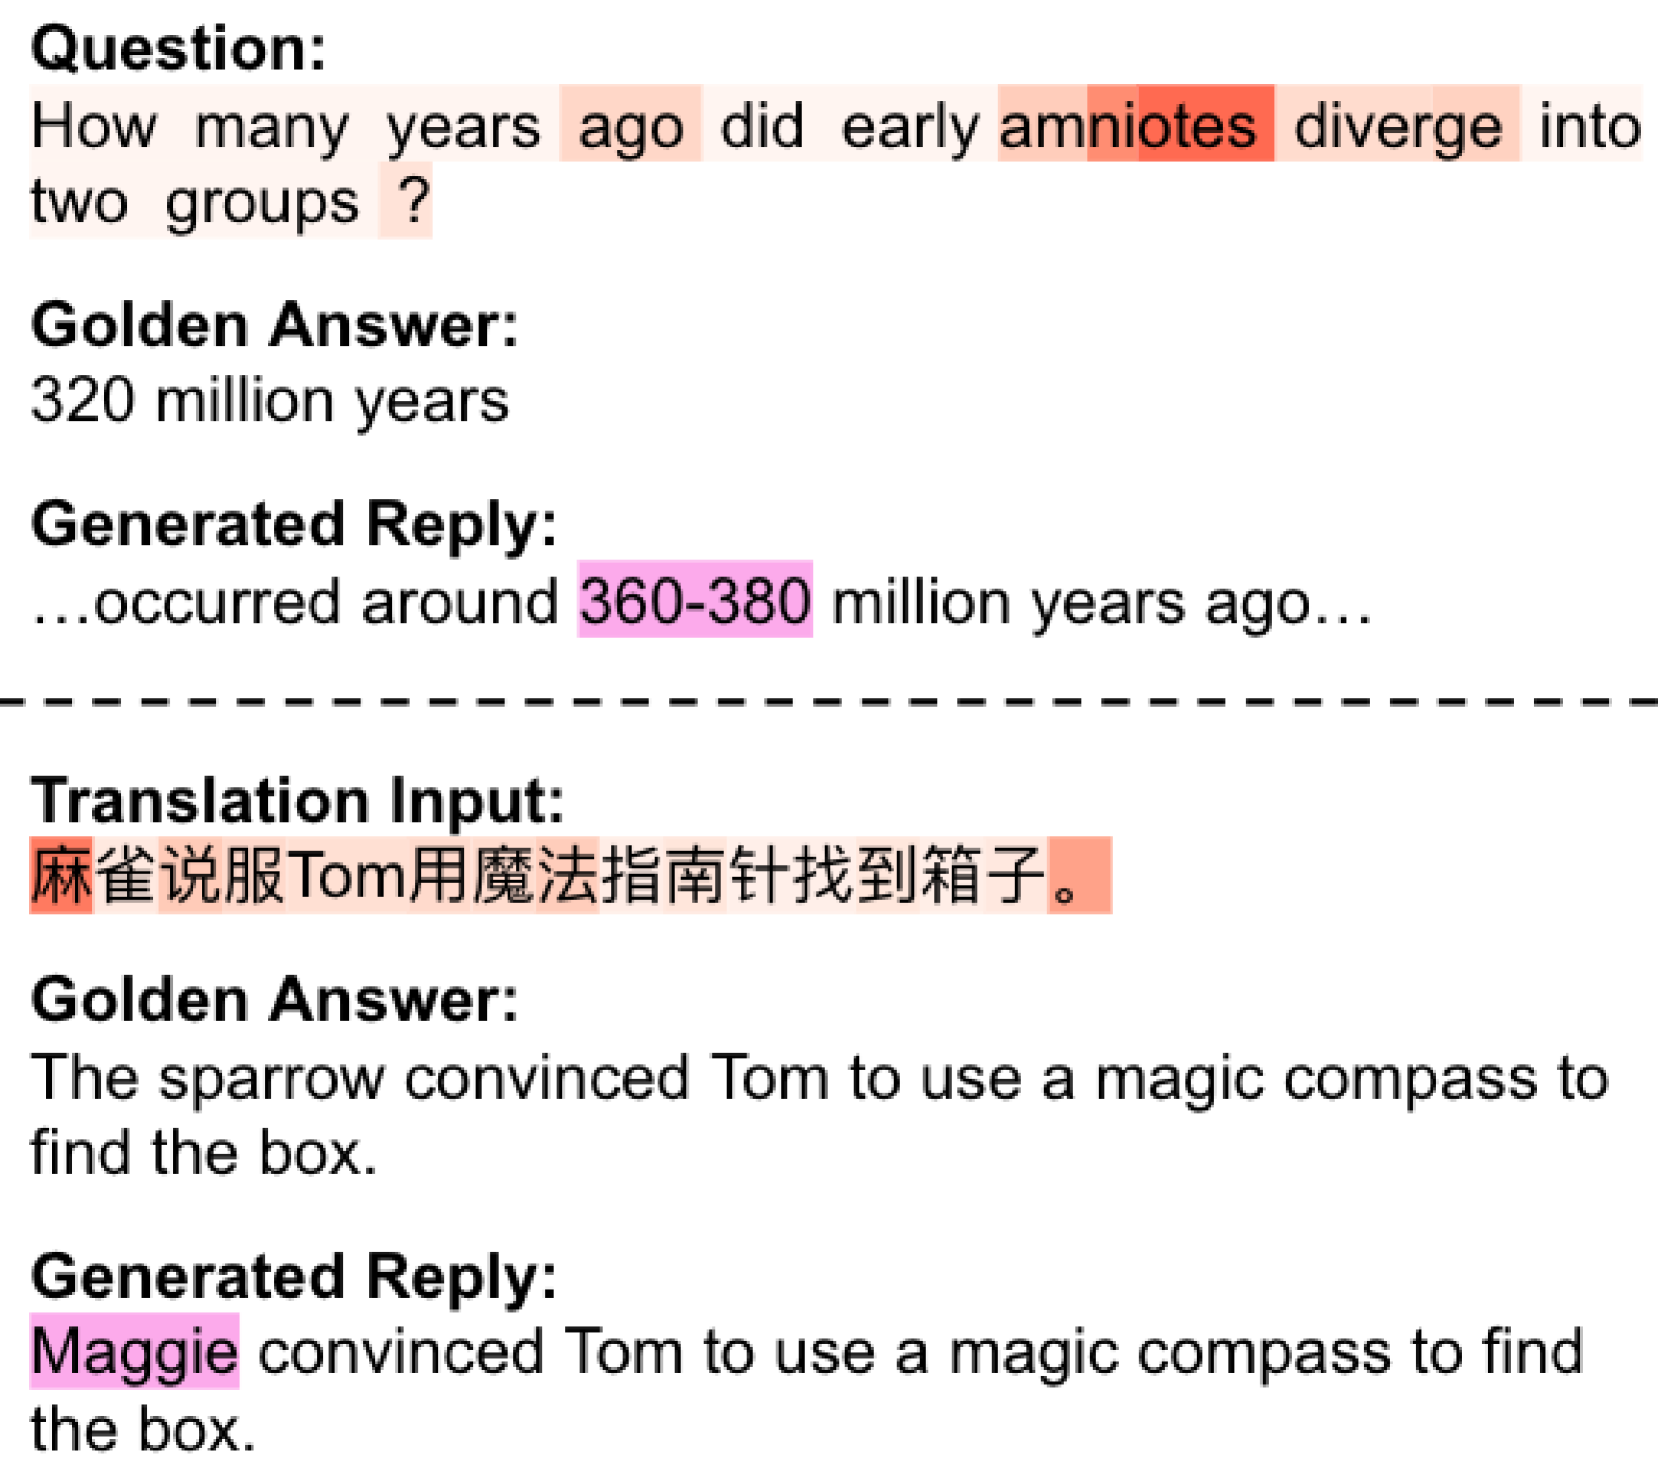 Question:
How many years ago did early amniotes diverge into
two groups ?
Golden Answer:
320 million years
Generated Reply:
…occurred around 360-380 million years ago…
Translation Input:
麻雀说服Tom用魔法指南针找到箱子。
Golden Answer:
The sparrow convinced Tom to use a magic compass to
find the box.
Generated Reply:
Maggie convinced Tom to use a magic compass to find
the box.